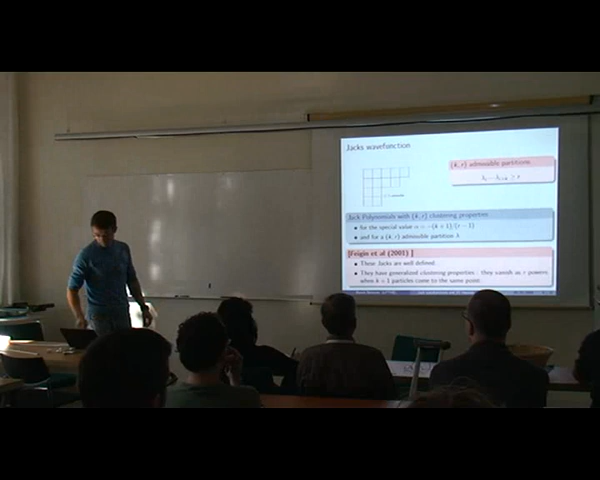 Jacks wavefunction
(k, r) admissible partitions
λi − λi+k ≥ r
Jack Polynomials with (k, r) clustering properties
for the special value α = −(k + 1)/(r − 1)
and for a (k, r) admissible partition λ
[Feigin et al (2001) ]
These Jacks are well defined.
They have generalized clustering properties : they vanish as r powers
when k + 1 particles come to the same point.